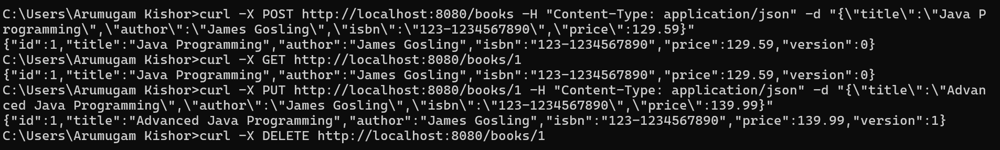 C:\Users\Arumugam Kishor>curl -X POST http://localhost:8080/books -H "Content-Type: application/json" -d "{\"title\":\"Java P
rogramming\",\"author\":\"James Gosling\",\"isbn\":\"123-1234567890\",\"price\":129.59}"
{"id":1,"title":"Java Programming","author":"James Gosling","isbn":"123-1234567890","price":129.59,"version":0}
C:\Users\Arumugam Kishor>curl -X GET http://localhost:8080/books/1
{"id":1,"title":"Java Programming","author":"James Gosling","isbn":"123-1234567890","price":129.59,"version":0}
C:\Users\Arumugam Kishor>curl -X PUT http://localhost:8080/books/1 -H "Content-Type: application/json" -d "{\"title\":\"Advan
ced Java Programming\",\"author\":\"James Gosling\",\"isbn\":\"123-1234567890\",\"price\":139.99}"
{"id":1,"title":"Advanced Java Programming","author":"James Gosling","isbn":"123-1234567890","price":139.99,"version":1}
C:\Users\Arumugam Kishor>curl -X DELETE http://localhost:8080/books/1